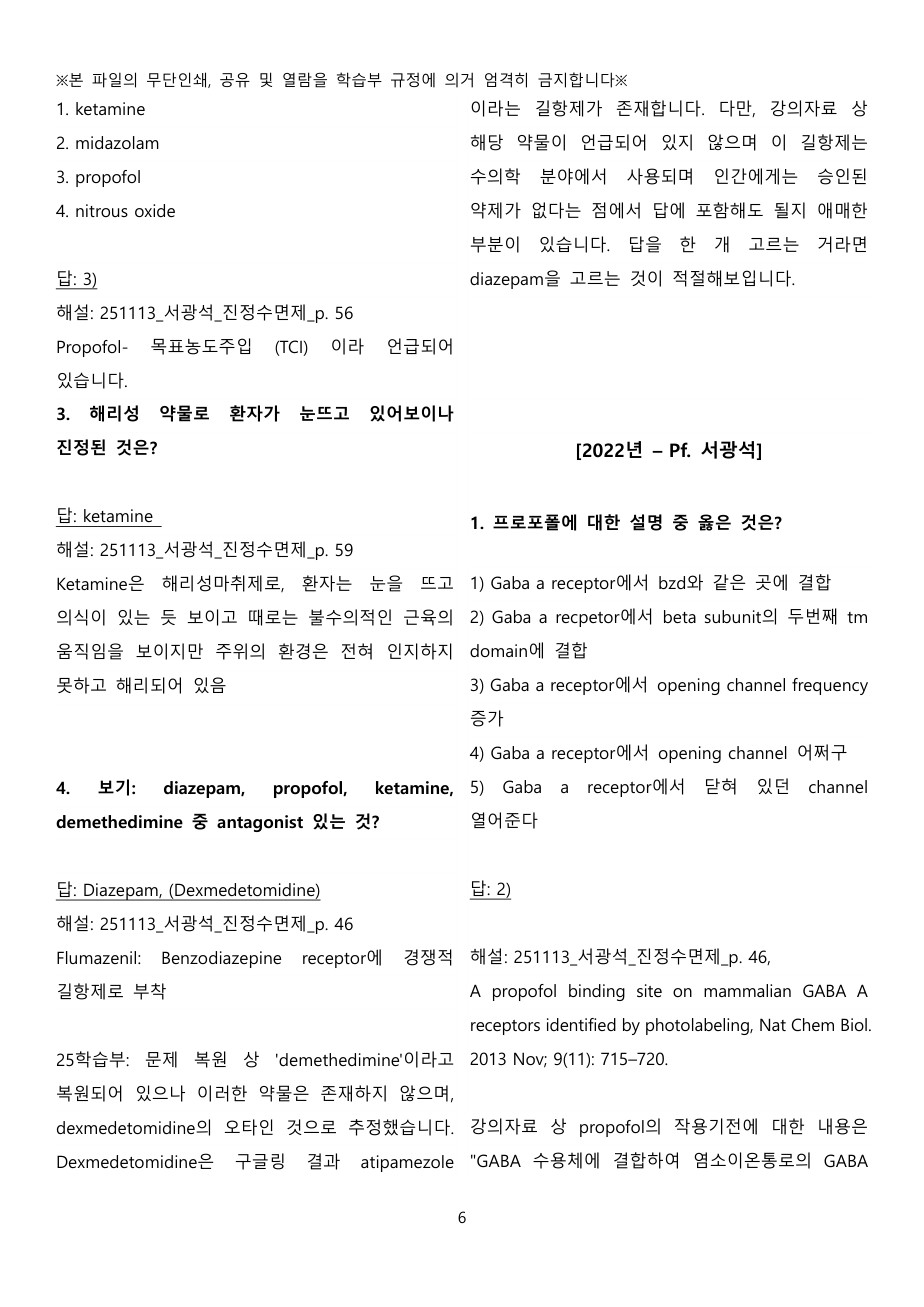 ※본 파일의 무단인쇄, 공유 및 열람을 학습부 규정에 의거 엄격히 금지합니다※
1. ketamine
2. midazolam
3. propofol
4. nitrous oxide
답: 3)
해설: 251113_서광석_진정수면제_p. 56
Propofol- 목표농도주입 (TCI) 이라 언급되어
있습니다.
3. 해리성 약물로 환자가 눈뜨고 있어보이나
진정된 것은?
답: ketamine
해설: 251113_서광석_진정수면제_p. 59
Ketamine은 해리성마취제로, 환자는 눈을 뜨고
의식이 있는 듯 보이고 때로는 불수의적인 근육의
움직임을 보이지만 주위의 환경은 전혀 인지하지
못하고 해리되어 있음
4. 보기: diazepam, propofol, ketamine,
demethedimine 중 antagonist 있는 것?
답: Diazepam, (Dexmedetomidine)
해설: 251113_서광석_진정수면제_p. 46
Flumazenil: Benzodiazepine receptor에 경쟁적
길항제로 부착
25학습부: 문제 복원 상 'demethedimine'이라고
복원되어 있으나 이러한 약물은 존재하지 않으며,
dexmedetomidine의 오타인 것으로 추정했습니다.
Dexmedetomidine은 구글링 결과 atipamezole
이라는 길항제가 존재합니다. 다만, 강의자료 상
해당 약물이 언급되어 있지 않으며 이 길항제는
수의학 분야에서 사용되며 인간에게는 승인된
약제가 없다는 점에서 답에 포함해도 될지 애매한
부분이 있습니다. 답을 한 개 고르는 거라면
diazepam을 고르는 것이 적절해보입니다.
[2022년 – Pf. 서광석]
1. 프로포폴에 대한 설명 중 옳은 것은?
1) Gaba a receptor에서 bzd와 같은 곳에 결합
2) Gaba a recpetor에서 beta subunit의 두번째 tm
domain에 결합
3) Gaba a receptor에서 opening channel frequency
증가
4) Gaba a receptor에서 opening channel 어쩌구
5) Gaba a receptor에서 닫혀 있던 channel
열어준다
답: 2)
해설: 251113_서광석_진정수면제_p. 46,
A propofol binding site on mammalian GABA A
receptors identified by photolabeling, Nat Chem Biol.
2013 Nov; 9(11): 715–720.
강의자료 상 propofol의 작용기전에 대한 내용은
"GABA 수용체에 결합하여 염소이온통로의 GABA
6